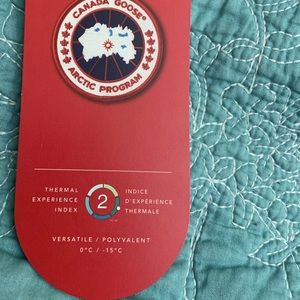 CANADA GOOSE®
ARCTIC PROGRAM
THERMAL
EXPERIENCE
INDEX
2
INDICE
D'EXPÉRIENCE
THERMALE
VERSATILE / POLYVALENT
0°C / -15°C